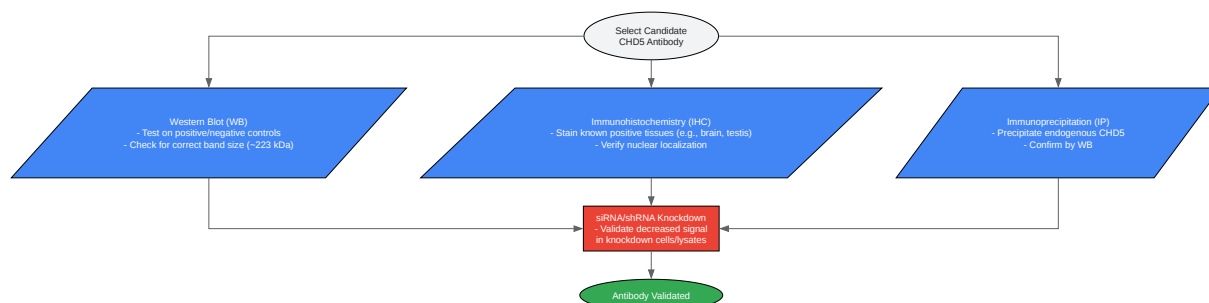 Select Candidate
CHD5 Antibody
Western Blot (WB)
- Test on positive/negative controls
- Check for correct band size (~223 kDa)
Immunohistochemistry (IHC)
- Stain known positive tissues (e.g., brain, testis)
- Verify nuclear localization
Immunoprecipitation (IP)
- Precipitate endogenous CHD5
- Confirm by WB
siRNA/shRNA Knockdown
- Validate decreased signal
in knockdown cells/lysates
Antibody Validated